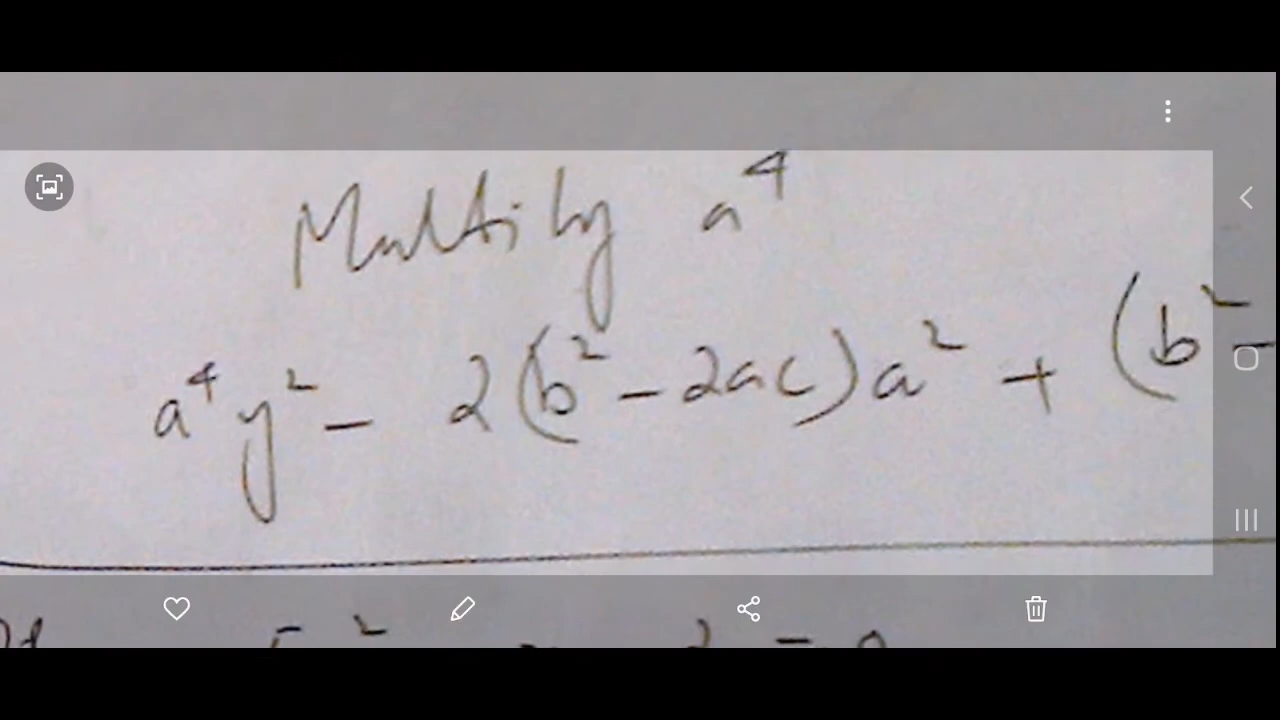 Multily a⁴
a⁴y² - 2(b² - 2ac)a² + (b² -